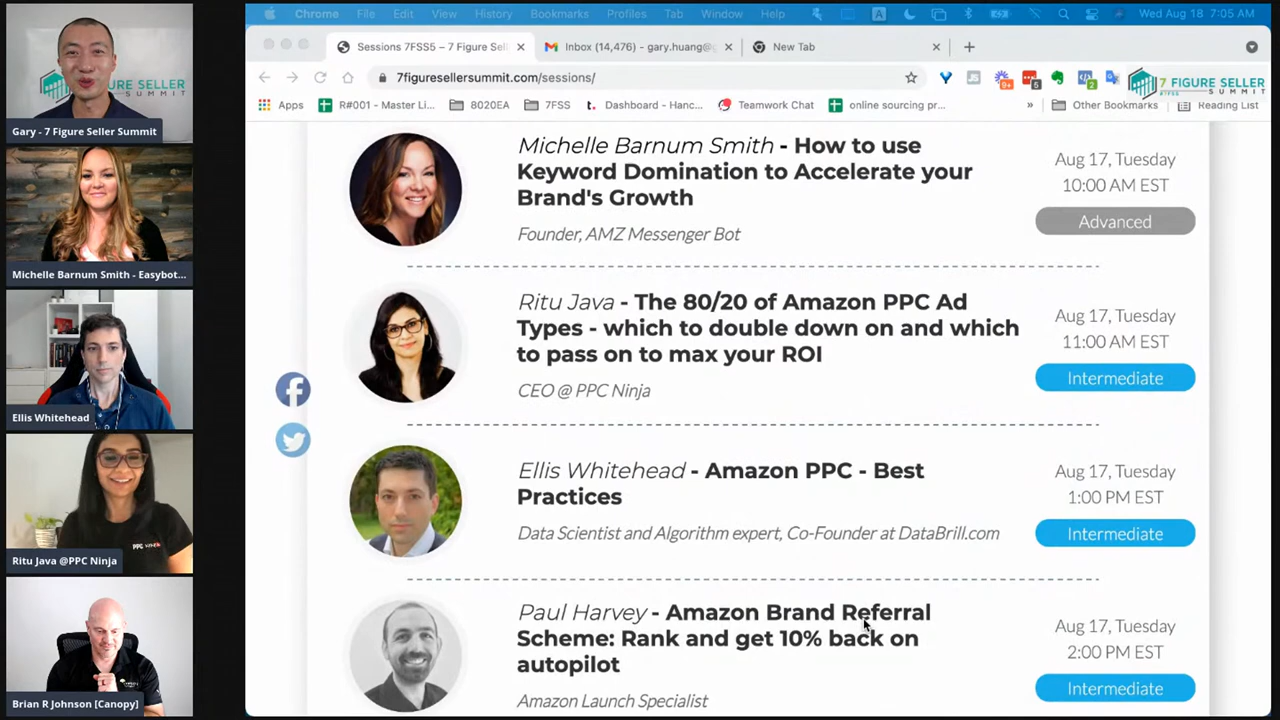 Chrome File Edit View History Bookmarks Profiles Tab Window Help
Wed Aug 18 7:05 AM
Sessions 7FSS5 – 7 Figure Sel
Inbox (14,476) - gary.huang@
New Tab
7figuresellersummit.com/sessions/
9+
5
2
7 FIGURE SELLER
SUMMIT
Apps
R#001 - Master Li...
8020EA
7FSS
Dashboard - Hanc...
Teamwork Chat
online sourcing pr...
»
Other Bookmarks
Reading List
GURE SELLER
SUMMIT
Gary - 7 Figure Seller Summit
Michelle Barnum Smith - Easybot...
Ellis Whitehead
PPC NINJA
Ritu Java @PPC Ninja
Brian R Johnson [Canopy]
Michelle Barnum Smith - How to use
Keyword Domination to Accelerate your
Brand's Growth
Founder, AMZ Messenger Bot
Aug 17, Tuesday
10:00 AM EST
Advanced
Ritu Java - The 80/20 of Amazon PPC Ad
Types - which to double down on and which
to pass on to max your ROI
CEO @ PPC Ninja
Aug 17, Tuesday
11:00 AM EST
Intermediate
Ellis Whitehead - Amazon PPC - Best
Practices
Data Scientist and Algorithm expert, Co-Founder at DataBrill.com
Aug 17, Tuesday
1:00 PM EST
Intermediate
Paul Harvey - Amazon Brand Referral
Scheme: Rank and get 10% back on
autopilot
Amazon Launch Specialist
Aug 17, Tuesday
2:00 PM EST
Intermediate